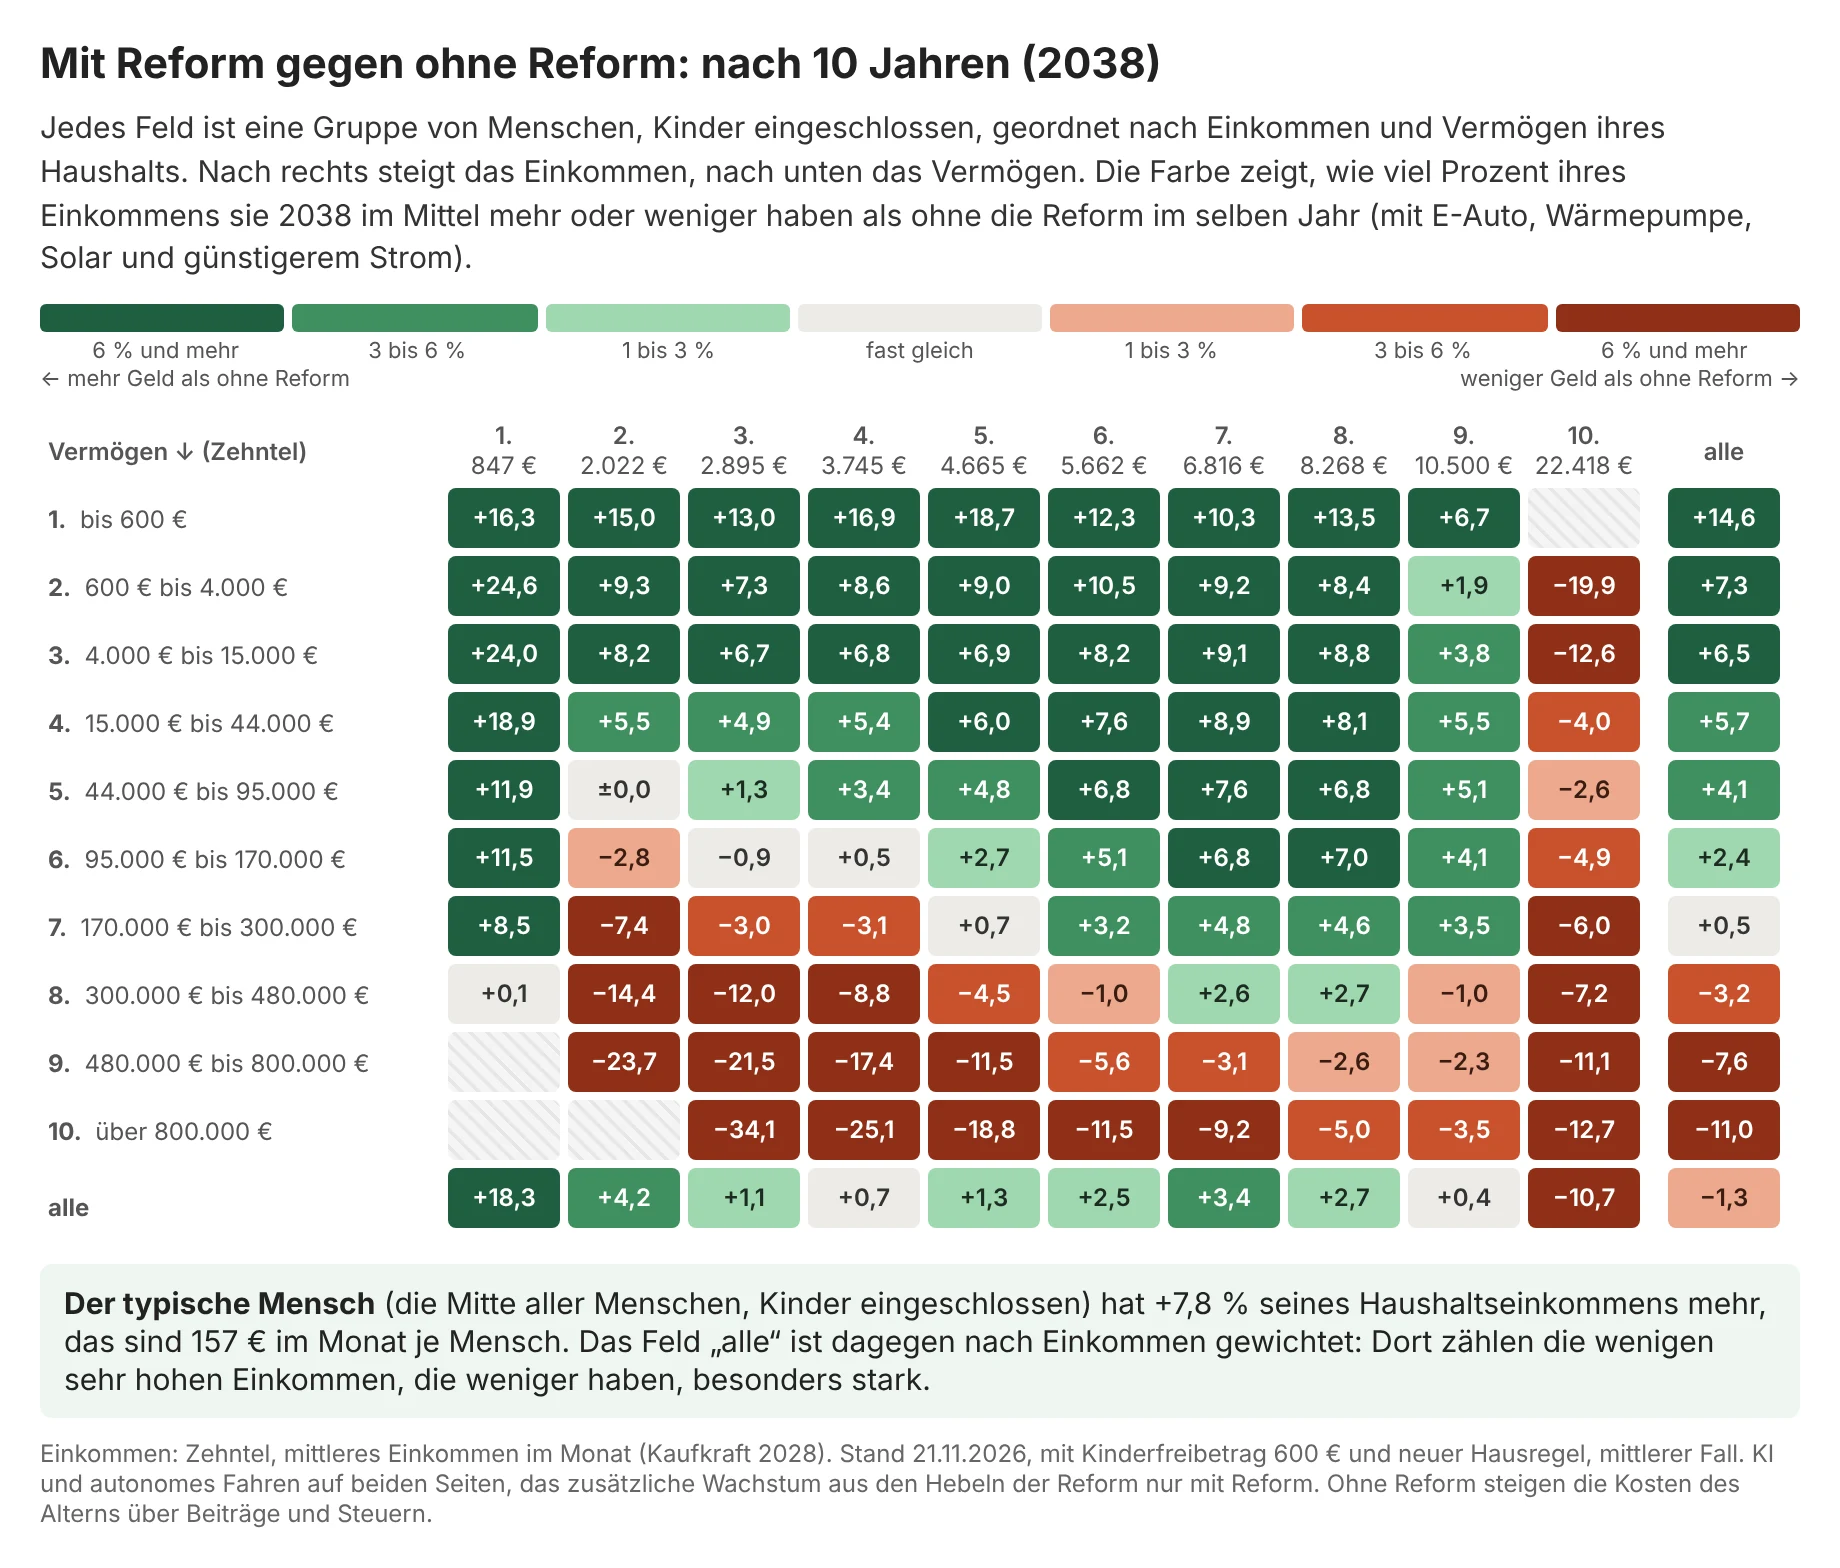 Mit Reform gegen ohne Reform: nach 10 Jahren (2038)
Jedes Feld ist eine Gruppe von Menschen, Kinder eingeschlossen, geordnet nach Einkommen und Vermögen ihres
Haushalts. Nach rechts steigt das Einkommen, nach unten das Vermögen. Die Farbe zeigt, wie viel Prozent ihres
Einkommens sie 2038 im Mittel mehr oder weniger haben als ohne die Reform im selben Jahr (mit E-Auto, Wärmepumpe,
Solar und günstigerem Strom).
6 % und mehr 3 bis 6 % 1 bis 3 % fast gleich 1 bis 3 % 3 bis 6 % 6 % und mehr
← mehr Geld als ohne Reform weniger Geld als ohne Reform →
Vermögen ↓ (Zehntel) 1. 2. 3. 4. 5. 6. 7. 8. 9. 10. alle
847 € 2.022 € 2.895 € 3.745 € 4.665 € 5.662 € 6.816 € 8.268 € 10.500 € 22.418 €
1. bis 600 € +16,3 +15,0 +13,0 +16,9 +18,7 +12,3 +10,3 +13,5 +6,7 +14,6
2. 600 € bis 4.000 € +24,6 +9,3 +7,3 +8,6 +9,0 +10,5 +9,2 +8,4 +1,9 −19,9 +7,3
3. 4.000 € bis 15.000 € +24,0 +8,2 +6,7 +6,8 +6,9 +8,2 +9,1 +8,8 +3,8 −12,6 +6,5
4. 15.000 € bis 44.000 € +18,9 +5,5 +4,9 +5,4 +6,0 +7,6 +8,9 +8,1 +5,5 −4,0 +5,7
5. 44.000 € bis 95.000 € +11,9 ±0,0 +1,3 +3,4 +4,8 +6,8 +7,6 +6,8 +5,1 −2,6 +4,1
6. 95.000 € bis 170.000 € +11,5 −2,8 −0,9 +0,5 +2,7 +5,1 +6,8 +7,0 +4,1 −4,9 +2,4
7. 170.000 € bis 300.000 € +8,5 −7,4 −3,0 −3,1 +0,7 +3,2 +4,8 +4,6 +3,5 −6,0 +0,5
8. 300.000 € bis 480.000 € +0,1 −14,4 −12,0 −8,8 −4,5 −1,0 +2,6 +2,7 −1,0 −7,2 −3,2
9. 480.000 € bis 800.000 € −23,7 −21,5 −17,4 −11,5 −5,6 −3,1 −2,6 −2,3 −11,1 −7,6
10. über 800.000 € −34,1 −25,1 −18,8 −11,5 −9,2 −5,0 −3,5 −12,7 −11,0
alle +18,3 +4,2 +1,1 +0,7 +1,3 +2,5 +3,4 +2,7 +0,4 −10,7 −1,3
Der typische Mensch (die Mitte aller Menschen, Kinder eingeschlossen) hat +7,8 % seines Haushaltseinkommens mehr,
das sind 157 € im Monat je Mensch. Das Feld „alle“ ist dagegen nach Einkommen gewichtet: Dort zählen die wenigen
sehr hohen Einkommen, die weniger haben, besonders stark.
Einkommen: Zehntel, mittleres Einkommen im Monat (Kaufkraft 2028). Stand 21.11.2026, mit Kinderfreibetrag 600 € und neuer Hausregel, mittlerer Fall. KI
und autonomes Fahren auf beiden Seiten, das zusätzliche Wachstum aus den Hebeln der Reform nur mit Reform. Ohne Reform steigen die Kosten des
Alterns über Beiträge und Steuern.